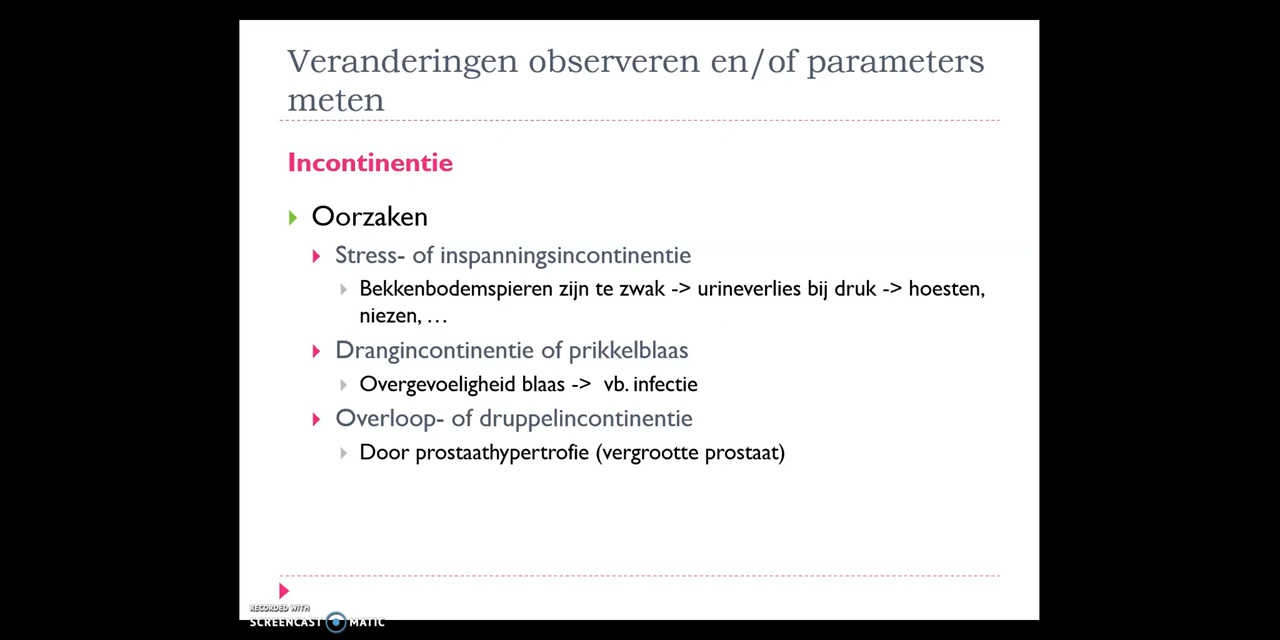 Veranderingen observeren en/of parameters
meten
Incontinentie
Oorzaken
Stress- of inspanningsincontinentie
Bekkenbodemspieren zijn te zwak -> urineverlies bij druk -> hoesten,
niezen, …
Drangincontinentie of prikkelblaas
Overgevoeligheid blaas -> vb. infectie
Overloop- of druppelincontinentie
Door prostaathypertrofie (vergrootte prostaat)
RECORDED WITH
SCREENCAST MATIC